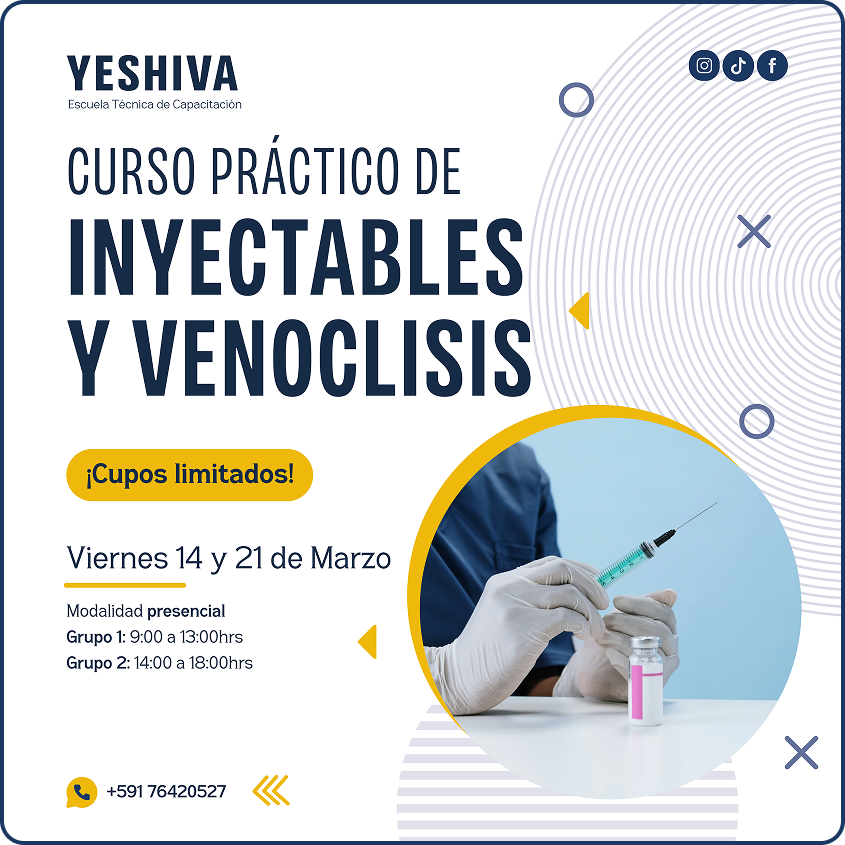 YESHIVA
Escuela Técnica de Capacitación
CURSO PRÁCTICO DE
INYECTABLES
Y VENOCLISIS
¡Cupos limitados!
Viernes 14 y 21 de Marzo
Modalidad presencial
Grupo 1: 9:00 a 13:00hrs
Grupo 2: 14:00 a 18:00hrs
+591 76420527